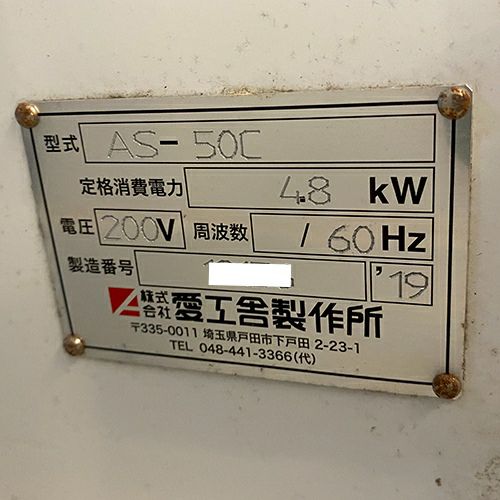 型式 AS-50C
定格消費電力 4.8 kW
電圧 200V 周波数 / 60Hz
製造番号 '19
株式会社 愛工舎製作所
〒335-0011 埼玉県戸田市下戸田 2-23-1
TEL 048-441-3366(代)